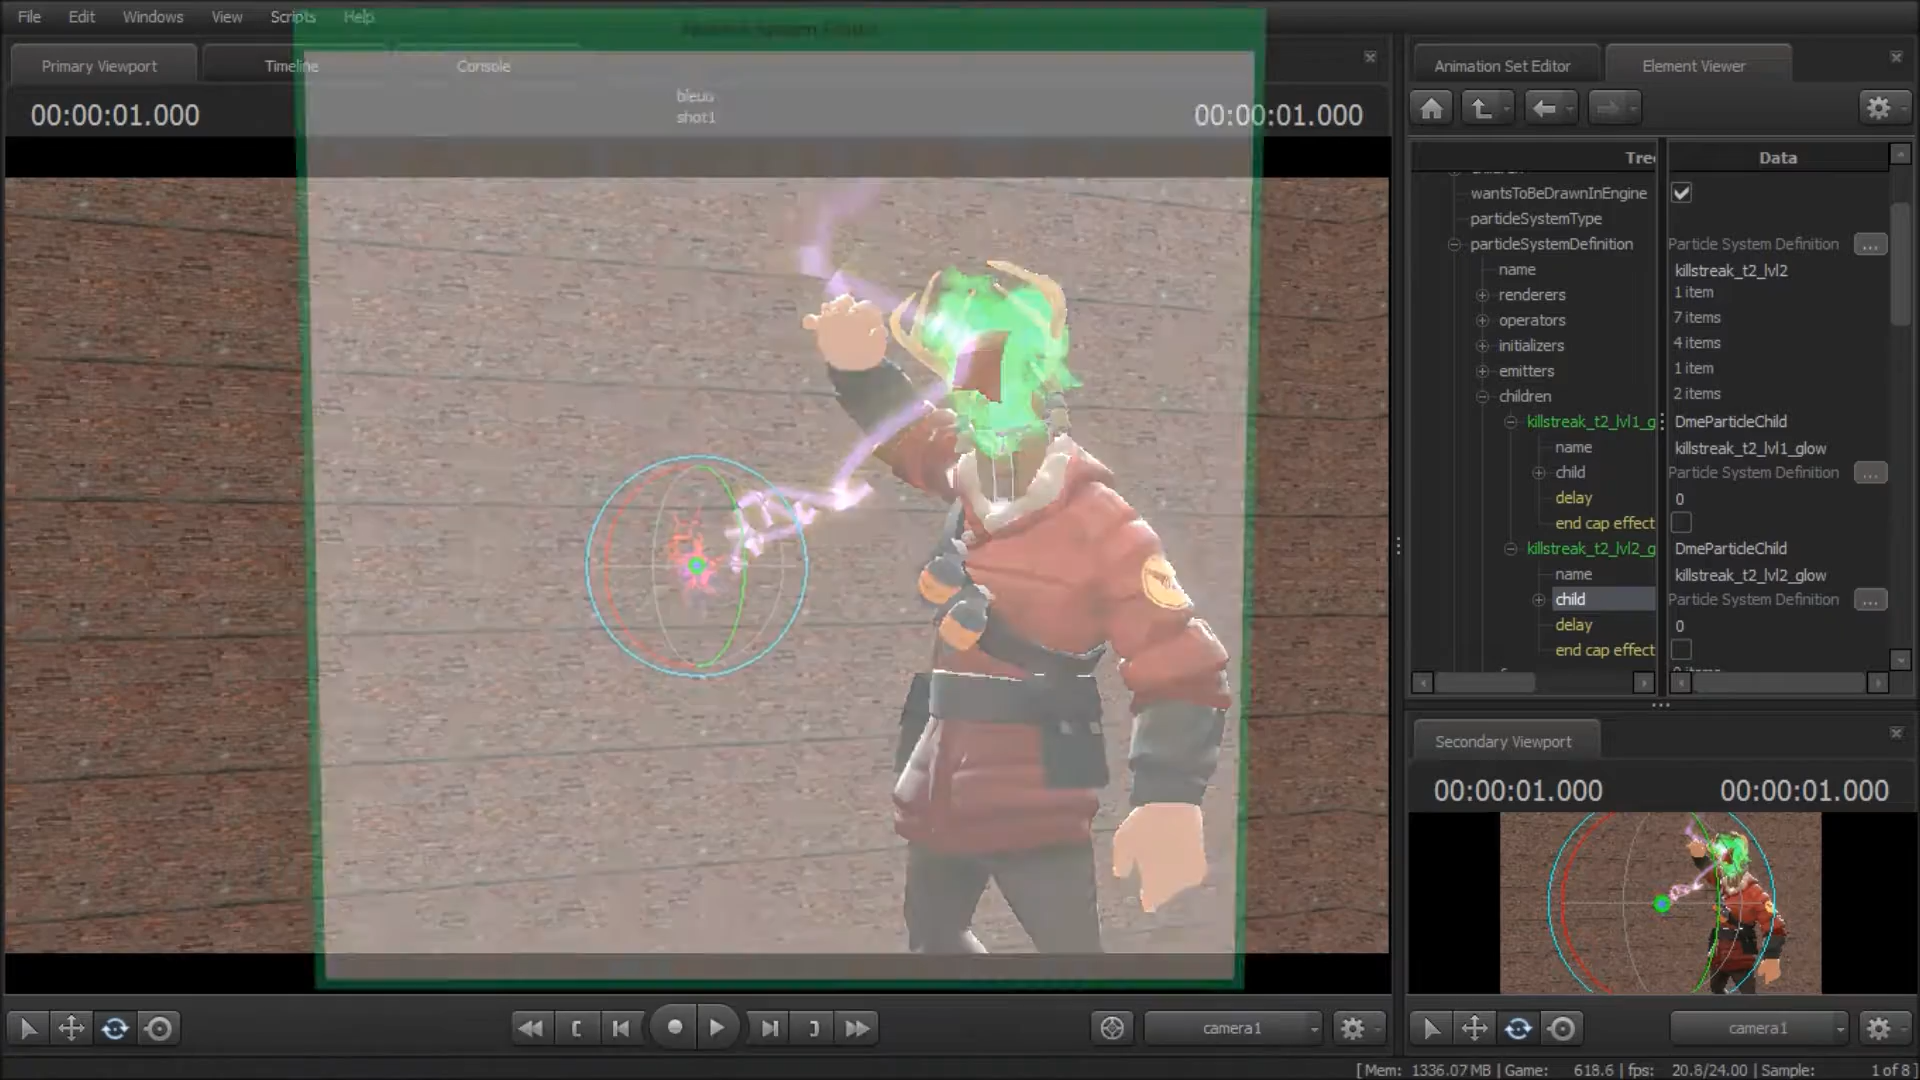 File Edit Windows View Scripts Help
Primary Viewport Timeline Console
Animation Set Editor Element Viewer
00:00:01.000
bleuo
shot1
00:00:01.000
Tree Data
wantsToBeDrawnInEngine
particleSystemType
particleSystemDefinition Particle System Definition ...
name killstreak_t2_lvl2
renderers 1 item
operators 7 items
initializers 4 items
emitters 1 item
children 2 items
killstreak_t2_lvl1_g DmeParticleChild
name killstreak_t2_lvl1_glow
child Particle System Definition ...
delay 0
end cap effect
killstreak_t2_lvl2_g DmeParticleChild
name killstreak_t2_lvl2_glow
child Particle System Definition ...
delay 0
end cap effect
Secondary Viewport
00:00:01.000 00:00:01.000
camera1
camera1
[ Mem: 1336.07 MB | Game: 618.6 | fps: 20.8/24.00 | Sample: 1 of 8 ]